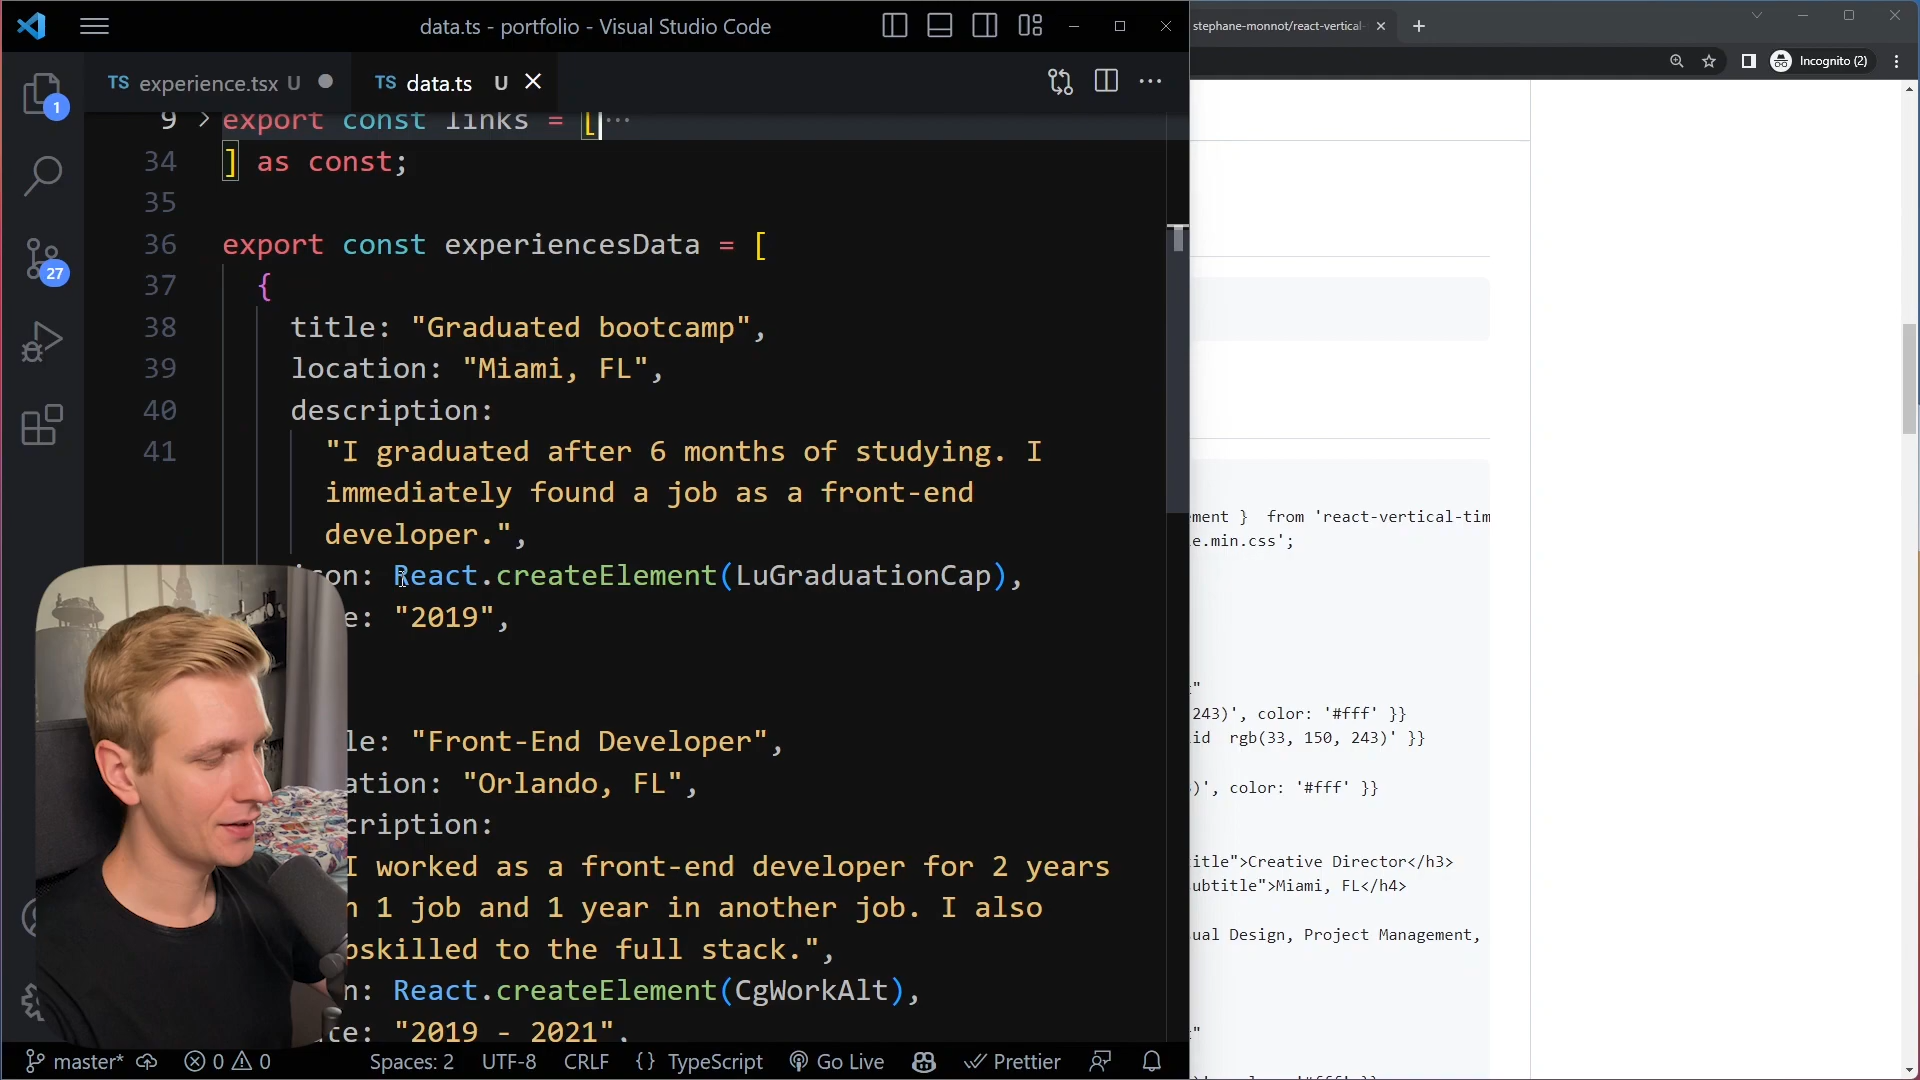 data.ts - portfolio - Visual Studio Code
stephane-monnot/react-vertical-
Incognito (2)
TS experience.tsx U
TS data.ts U
1
27
9 export const links = [···
34 ] as const;
35
36 export const experiencesData = [
37 {
38 title: "Graduated bootcamp",
39 location: "Miami, FL",
40 description:
41 "I graduated after 6 months of studying. I
immediately found a job as a front-end
developer.",
icon: React.createElement(LuGraduationCap),
e: "2019",
le: "Front-End Developer",
ation: "Orlando, FL",
cription:
I worked as a front-end developer for 2 years
n 1 job and 1 year in another job. I also
pskilled to the full stack.",
n: React.createElement(CgWorkAlt),
te: "2019 - 2021",
ment } from 'react-vertical-tim
e.min.css';
"
243)', color: '#fff' }}
id rgb(33, 150, 243)' }}
)', color: '#fff' }}
itle">Creative Director</h3>
ubtitle">Miami, FL</h4>
ual Design, Project Management,
"
master* 0 0 Spaces: 2 UTF-8 CRLF {} TypeScript Go Live Prettier